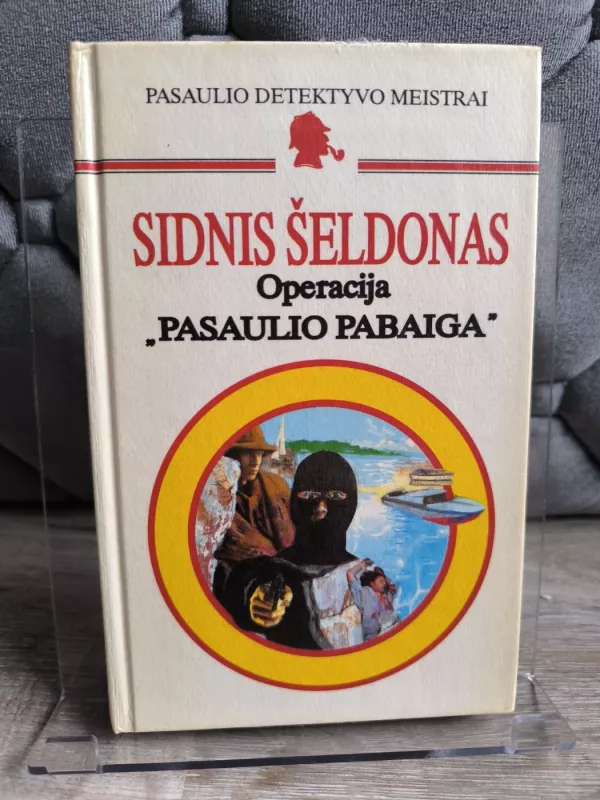 PASAULIO DETEKTYVO MEISTRAI
SIDNIS ŠELDONAS
Operacija
„PASAULIO PABAIGA”